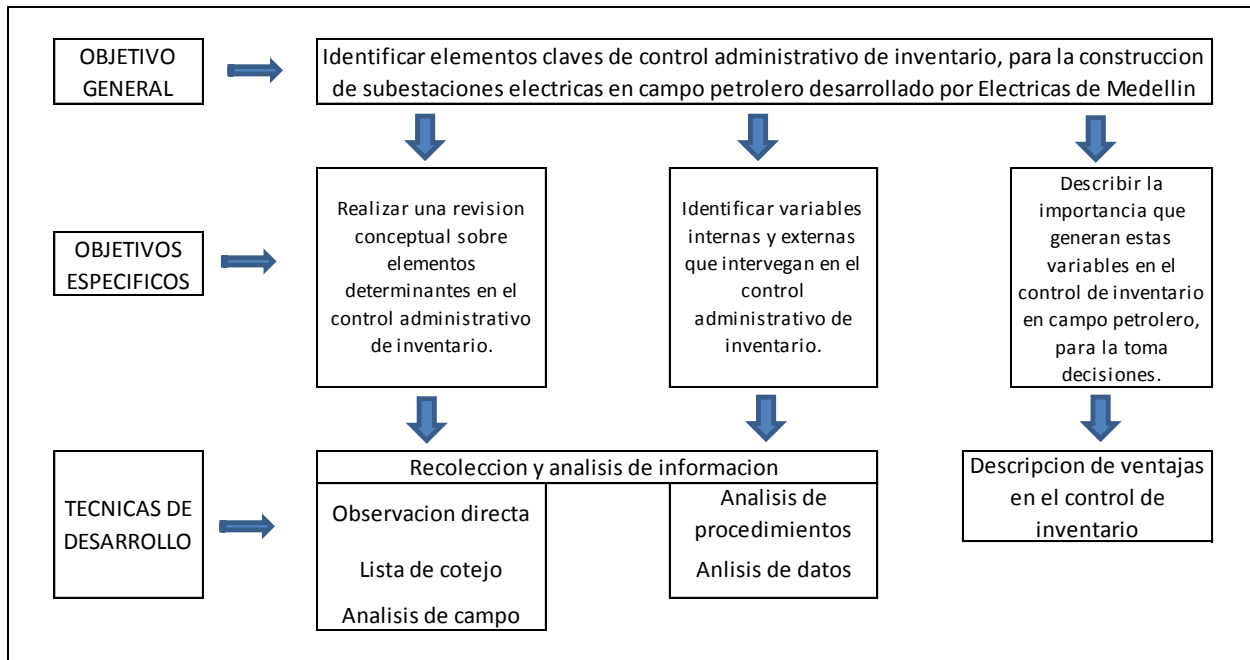 OBJETIVO
GENERAL
Identificar elementos claves de control administrativo de inventario, para la construccion
de subestaciones electricas en campo petrolero desarrollado por Electricas de Medellin
OBJETIVOS
ESPECIFICOS
Realizar una revision
conceptual sobre
elementos
determinantes en el
control administrativo
de inventario.
Identificar variables
internas y externas
que intervegan en el
control
administrativo de
inventario.
Describir la
importancia que
generan estas
variables en el
control de inventario
en campo petrolero,
para la toma
decisiones.
TECNICAS DE
DESARROLLO
Recoleccion y analisis de informacion
Observacion directa
Lista de cotejo
Analisis de campo
Analisis de
procedimientos
Anlisis de datos
Descripcion de ventajas
en el control de
inventario